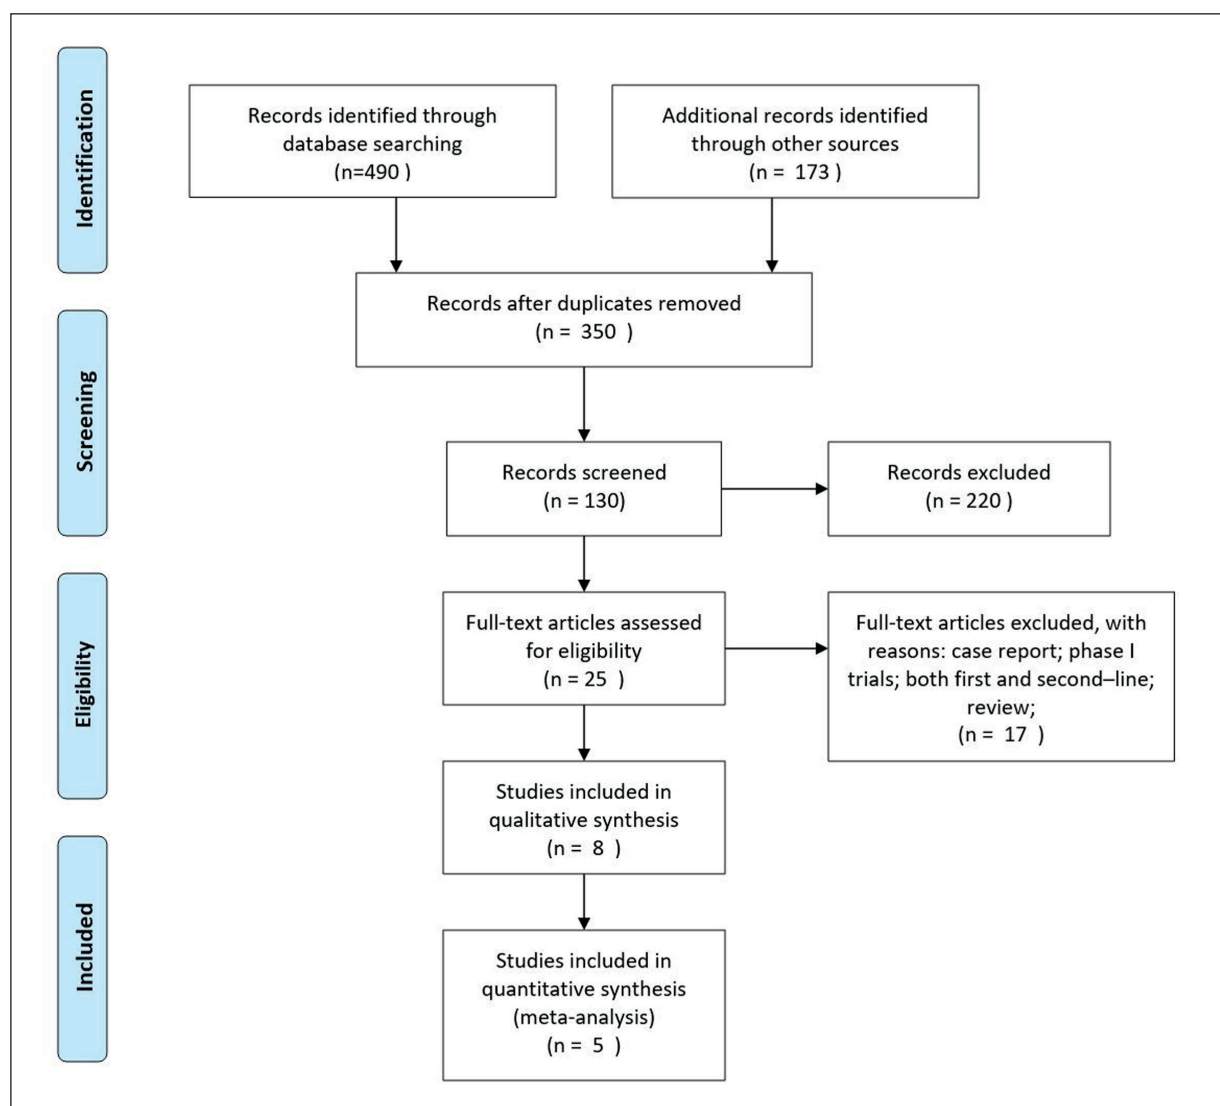 Identification
Records identified through
database searching
(n=490 )
Additional records identified
through other sources
(n = 173 )
Records after duplicates removed
(n = 350 )
Screening
Records screened
(n = 130)
Records excluded
(n = 220 )
Eligibility
Full-text articles assessed
for eligibility
(n = 25 )
Full-text articles excluded, with
reasons: case report; phase I
trials; both first and second–line;
review;
(n = 17 )
Studies included in
qualitative synthesis
(n = 8 )
Included
Studies included in
quantitative synthesis
(meta-analysis)
(n = 5 )